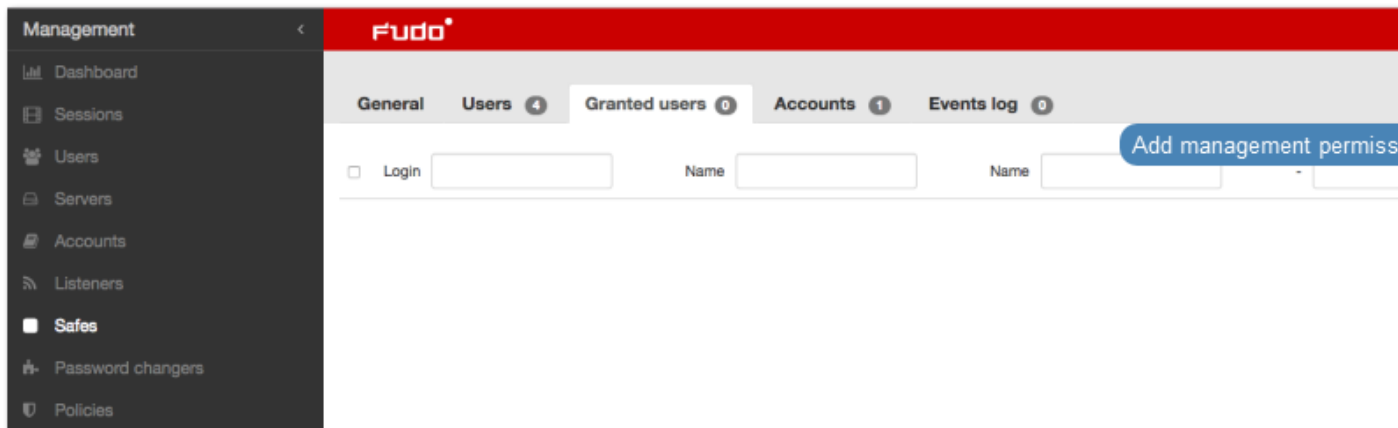 Management
FUDO
Dashboard
Sessions
Users
Servers
Accounts
Listeners
Safes
Password changers
Policies
General Users 4 Granted users 0 Accounts 1 Events log 0
Add management permiss
Login Name Name -